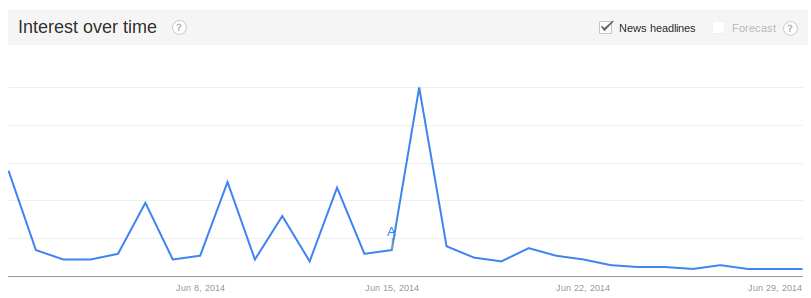 Interest over time ?
News headlines Forecast ?
A
Jun 8, 2014 Jun 15, 2014 Jun 22, 2014 Jun 29, 2014